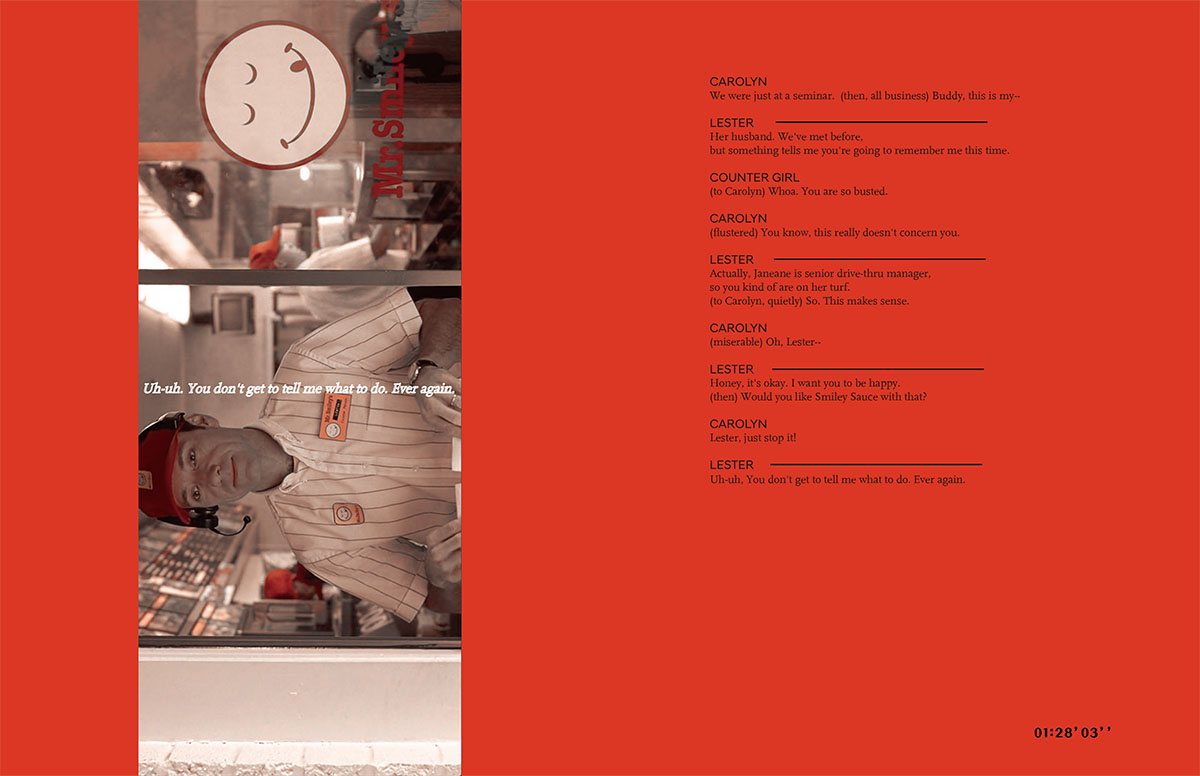 Mr.Smiley's
Uh-uh. You don't get to tell me what to do. Ever again.
Mr.Smiley's
CAROLYN
We were just at a seminar.  (then, all business) Buddy, this is my--
LESTER
Her husband. We've met before,
but something tells me you're going to remember me this time.
COUNTER GIRL
(to Carolyn) Whoa. You are so busted.
CAROLYN
(flustered) You know, this really doesn't concern you.
LESTER
Actually, Janeane is senior drive-thru manager,
so you kind of are on her turf.
(to Carolyn, quietly) So. This makes sense.
CAROLYN
(miserable) Oh, Lester--
LESTER
Honey, it's okay. I want you to be happy.
(then) Would you like Smiley Sauce with that?
CAROLYN
Lester, just stop it!
LESTER
Uh-uh, You don't get to tell me what to do. Ever again.
01:28'03''